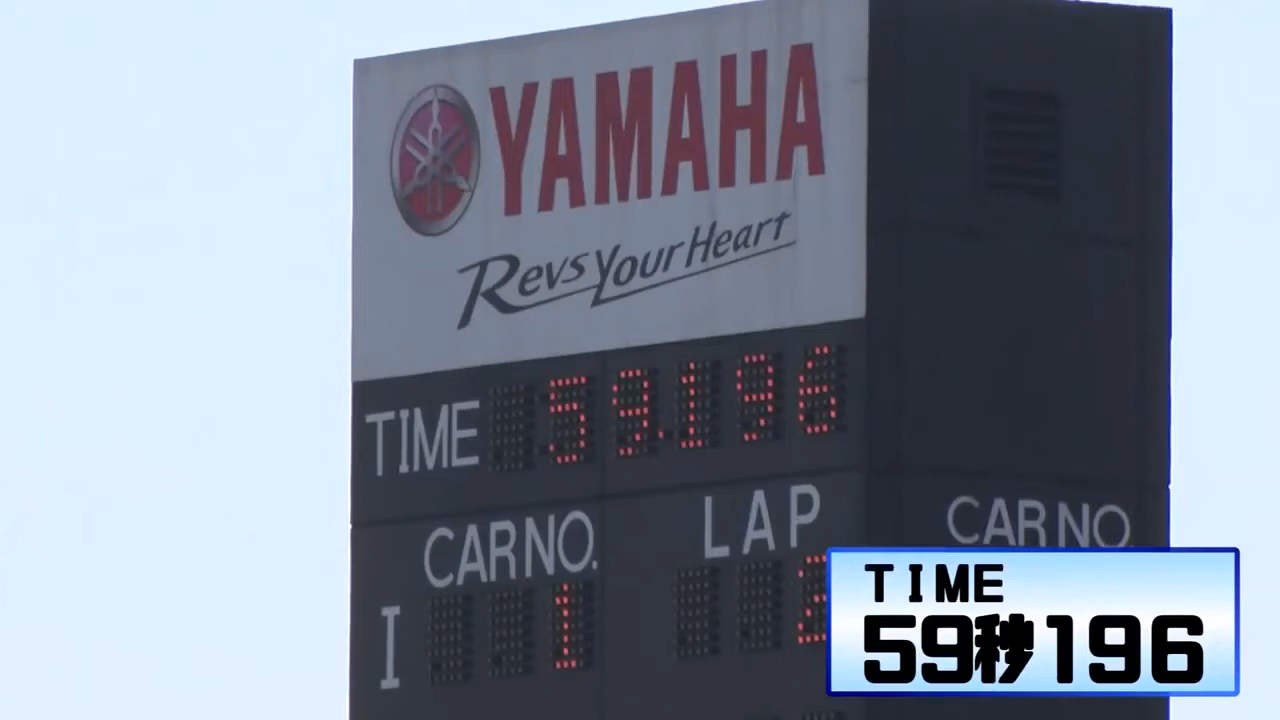 YAMAHA
Revs Your Heart
TIME 59.196
CAR NO. LAP
I 1 2
CAR NO.
TIME
59秒196